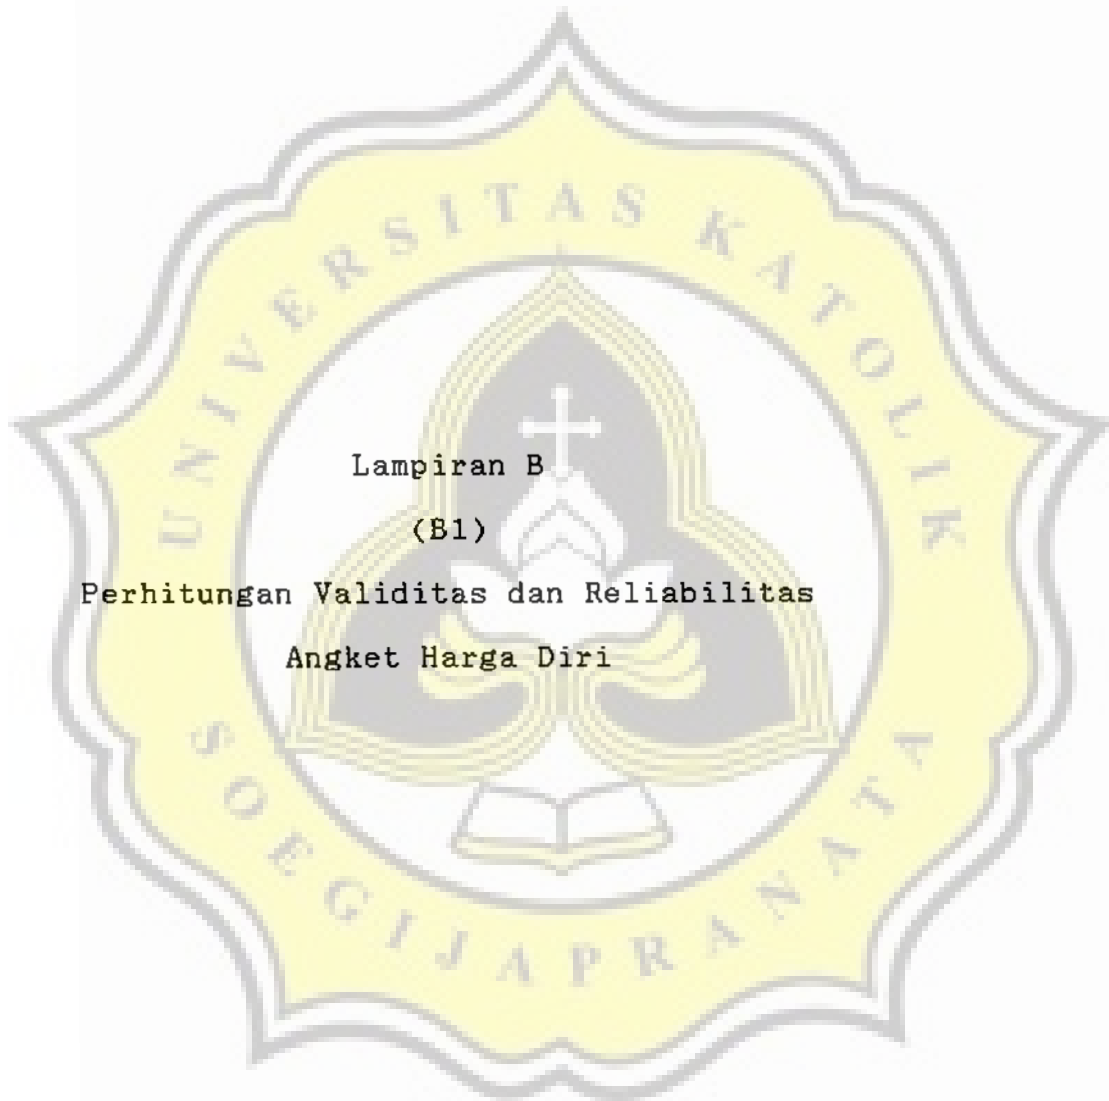 UNIVERSITAS KATOLIK
Lampiran B
(B1)
Perhitungan Validitas dan Reliabilitas
Angket Harga Diri
SOEGIJAPRANATA